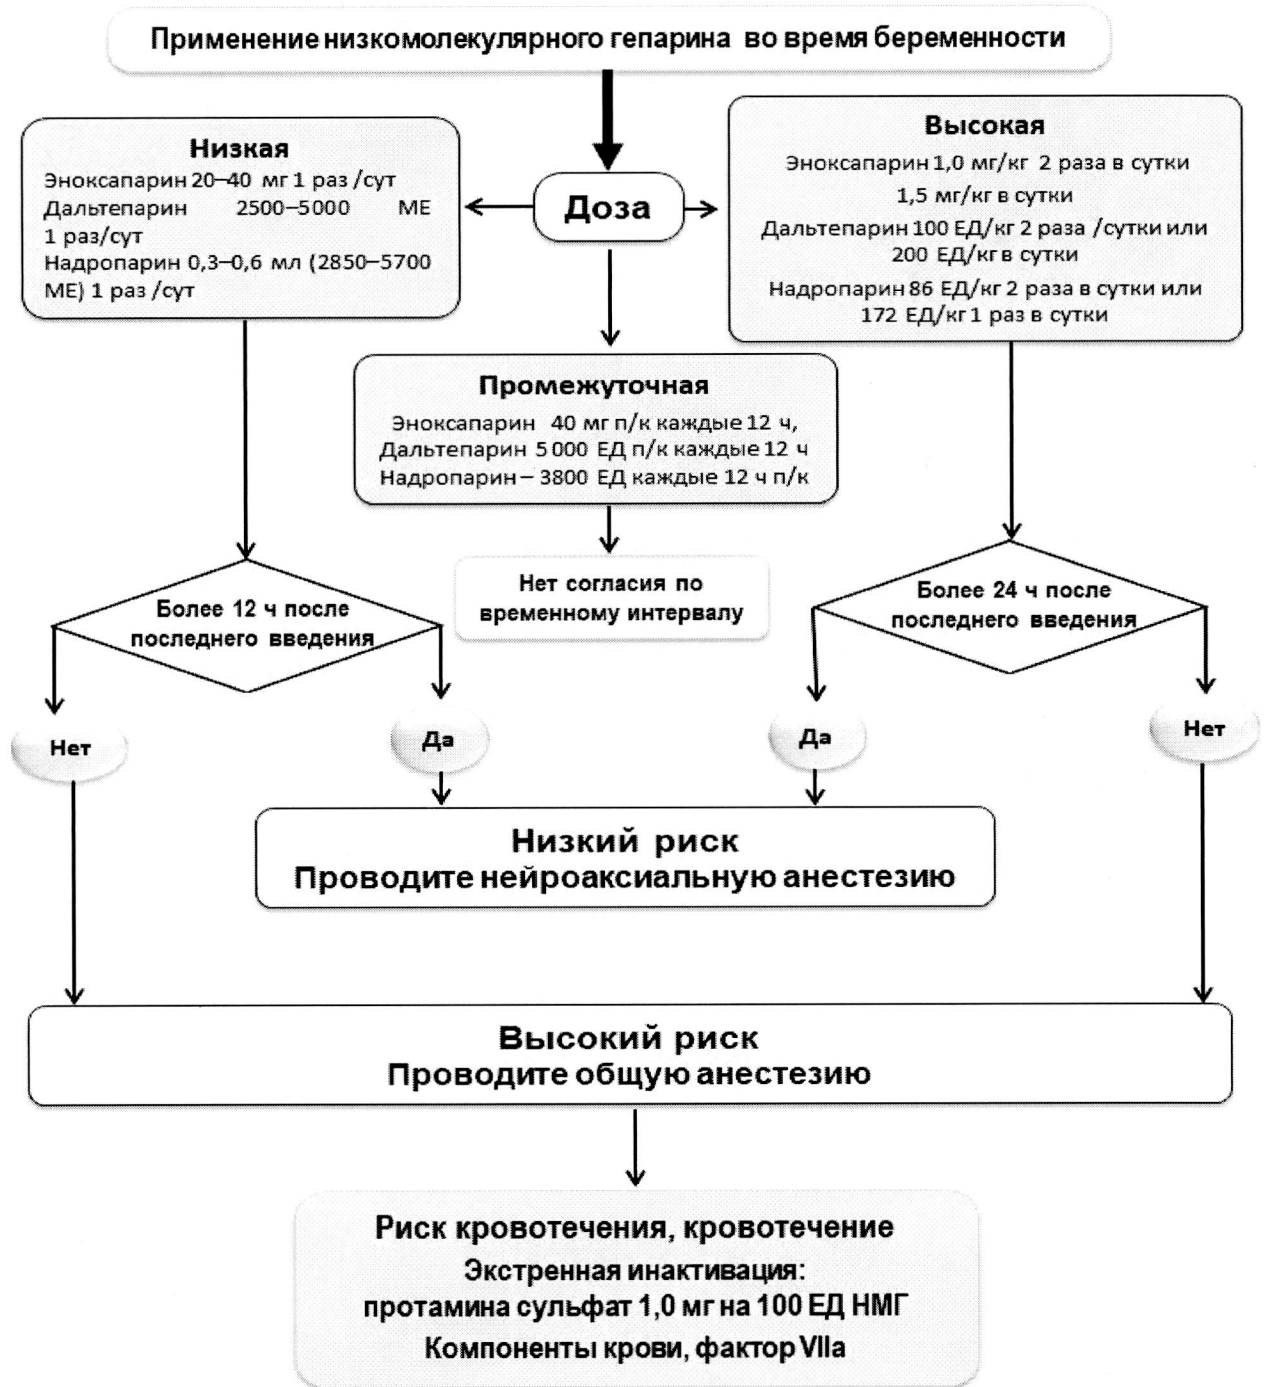 Применение низкомолекулярного гепарина во время беременности
Низкая
Эноксапарин 20–40 мг 1 раз /сут
Дальтепарин 2500–5000 МЕ
1 раз/сут
Надропарин 0,3–0,6 мл (2850–5700
МЕ) 1 раз /сут
Доза
Высокая
Эноксапарин 1,0 мг/кг 2 раза в сутки
1,5 мг/кг в сутки
Дальтепарин 100 ЕД/кг 2 раза /сутки или
200 ЕД/кг в сутки
Надропарин 86 ЕД/кг 2 раза в сутки или
172 ЕД/кг 1 раз в сутки
Промежуточная
Эноксапарин 40 мг п/к каждые 12 ч,
Дальтепарин 5 000 ЕД п/к каждые 12 ч
Надропарин – 3800 ЕД каждые 12 ч п/к
Более 12 ч после
последнего введения
Нет согласия по
временному интервалу
Более 24 ч после
последнего введения
Нет
Да
Да
Нет
Низкий риск
Проводите нейроаксиальную анестезию
Высокий риск
Проводите общую анестезию
Риск кровотечения, кровотечение
Экстренная инактивация:
протамина сульфат 1,0 мг на 100 ЕД НМГ
Компоненты крови, фактор VIIa